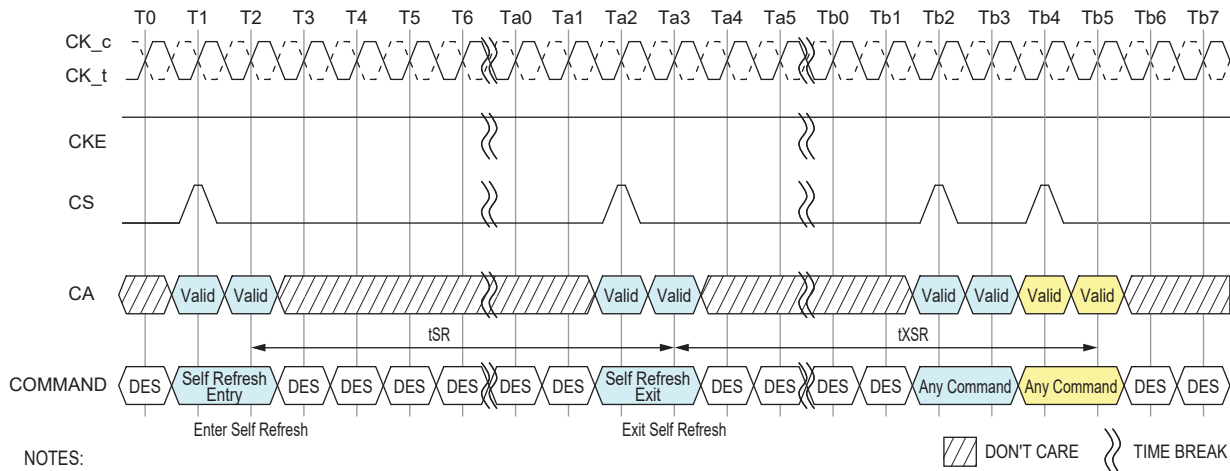 T0 T1 T2 T3 T4 T5 T6 Ta0 Ta1 Ta2 Ta3 Ta4 Ta5 Tb0 Tb1 Tb2 Tb3 Tb4 Tb5 Tb6 Tb7
CK_c
CK_t
CKE
CS
CA Valid Valid Valid Valid Valid Valid Valid Valid
tSR tXSR
COMMAND DES Self Refresh Entry DES DES DES DES DES DES Self Refresh Exit DES DES DES DES Any Command Any Command DES DES
Enter Self Refresh Exit Self Refresh
NOTES: DON'T CARE TIME BREAK